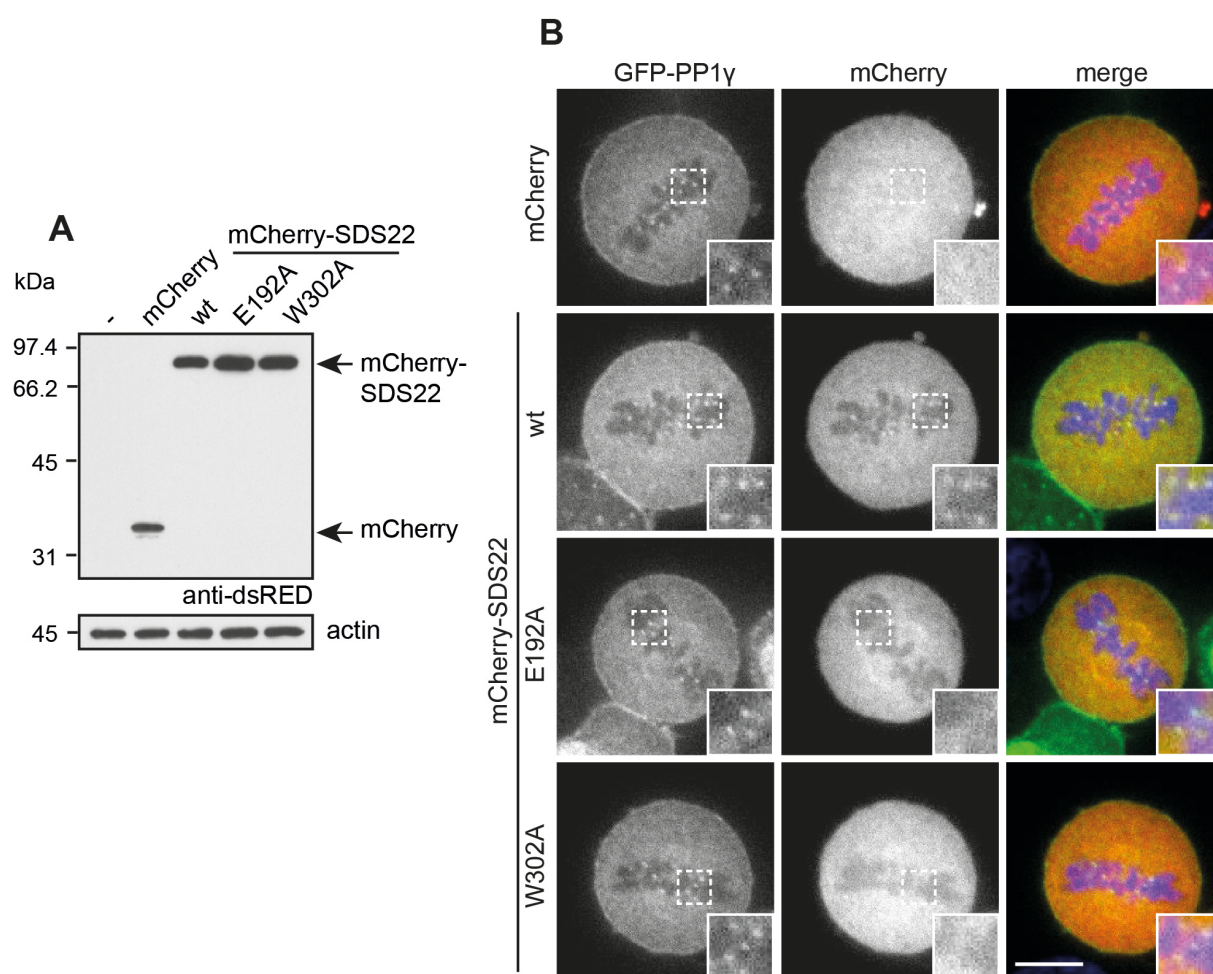 A
mCherry-SDS22
kDa
-
mCherry
wt
E192A
W302A
97.4
66.2
45
31
mCherry-
SDS22
mCherry
anti-dsRED
45
actin
B
GFP-PP1γ
mCherry
merge
mCherry
mCherry-SDS22
wt
E192A
W302A